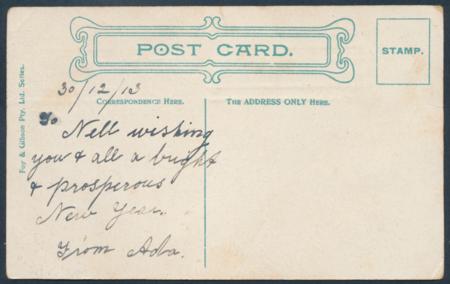 POST CARD.
STAMP.
30/12/13
CORRESPONDENCE HERE.
THE ADDRESS ONLY HERE.
To Nell wishing
you & all a bright
& prosperous
New Year.
From Ada.
Foy & Gibson Pty. Ltd. Series.